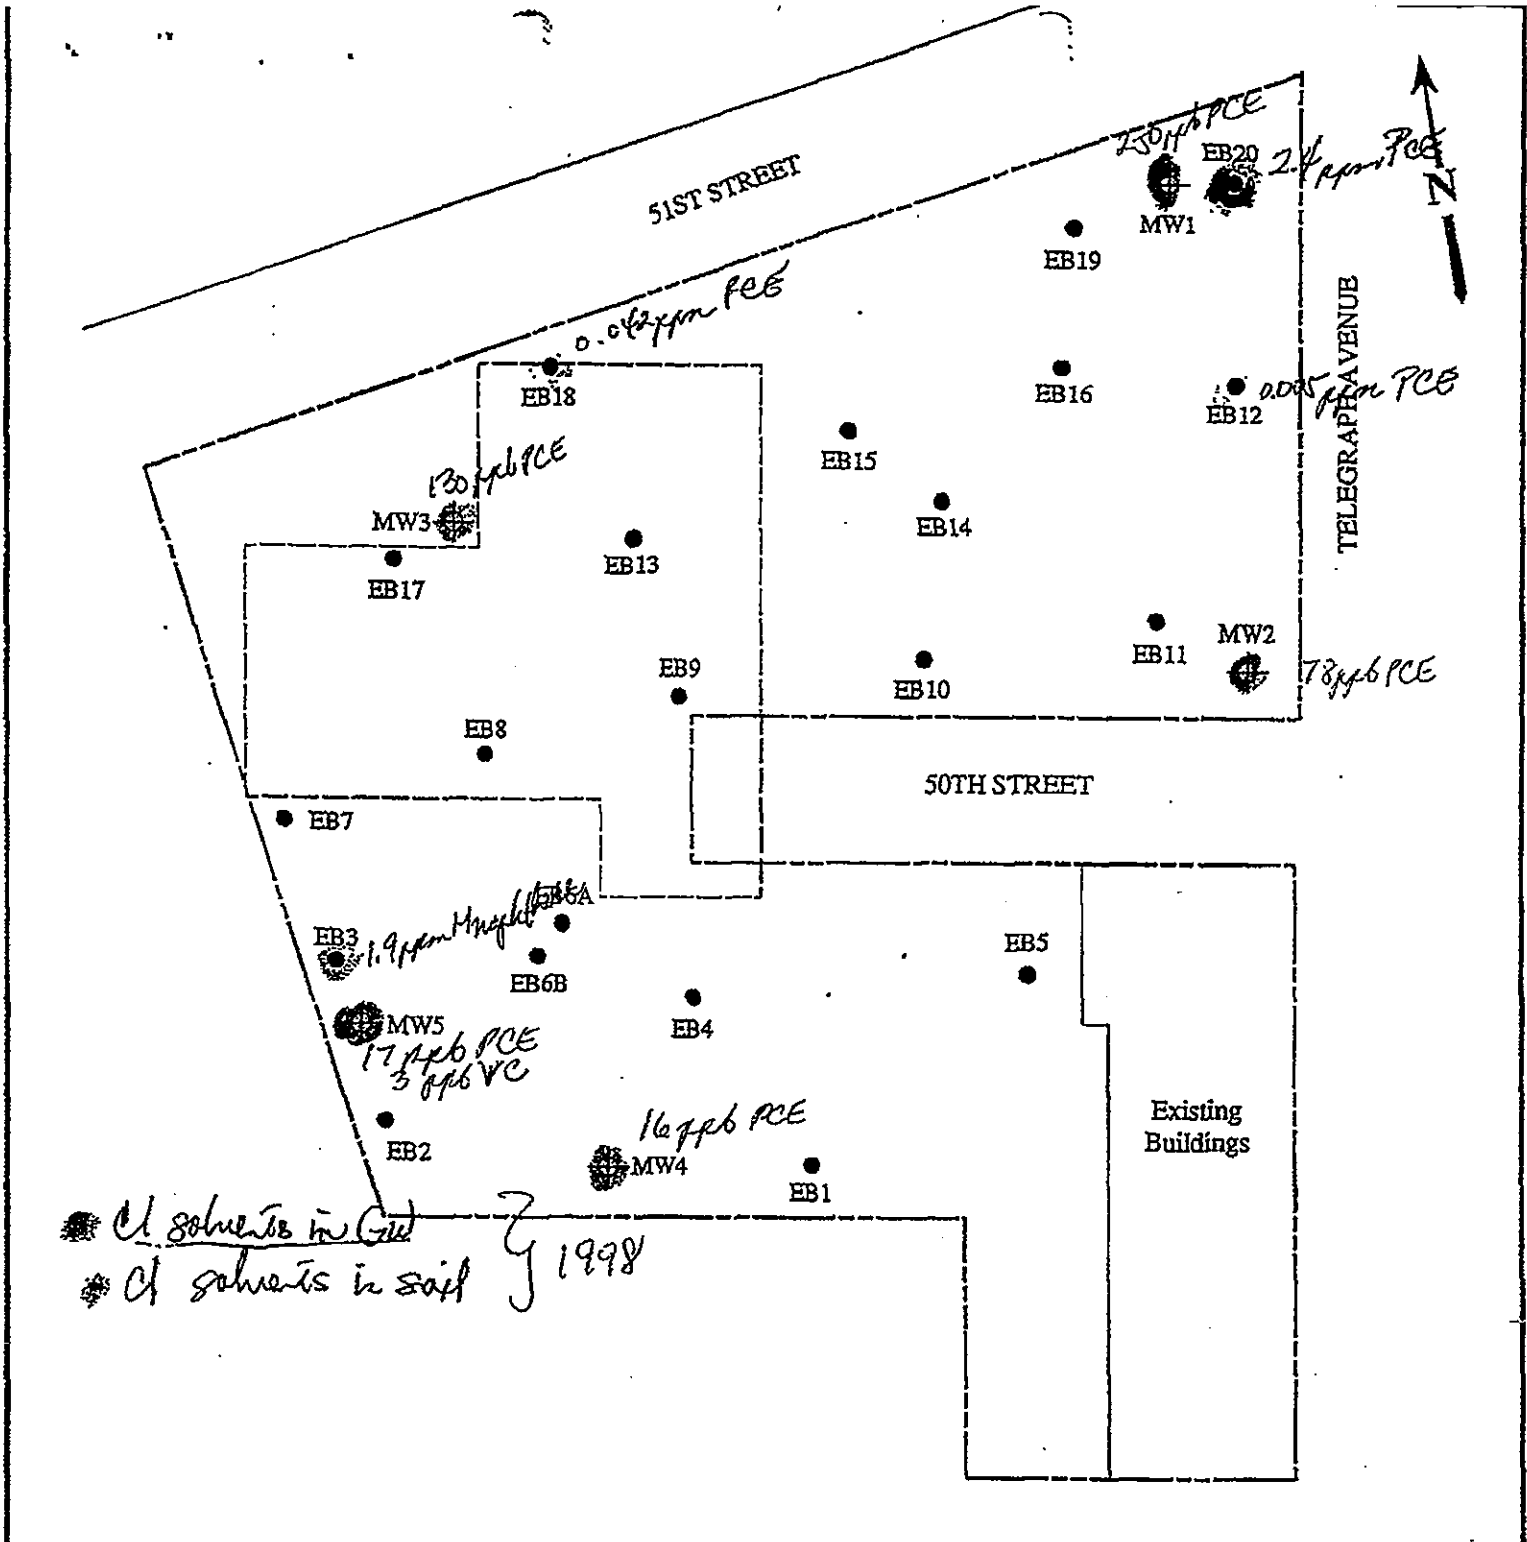 250 ppb PCE
EB20
2.4 ppm PCE
N
51ST STREET
MW1
EB19
TELEGRAPH AVENUE
0.042 ppm PCE
EB18
EB16
0.005 ppm PCE
EB12
EB15
130 ppb PCE
MW3
EB14
EB13
EB17
EB11
MW2
78 ppb PCE
EB9
EB10
EB8
50TH STREET
EB7
EB6A
EB3
1.9 ppm
EB6B
EB5
MW5
EB4
17 ppb PCE
3 ppb VC
Existing
Buildings
16 ppb PCE
EB2
MW4
EB1
Cl solvents in GW
Cl solvents in soil
1998